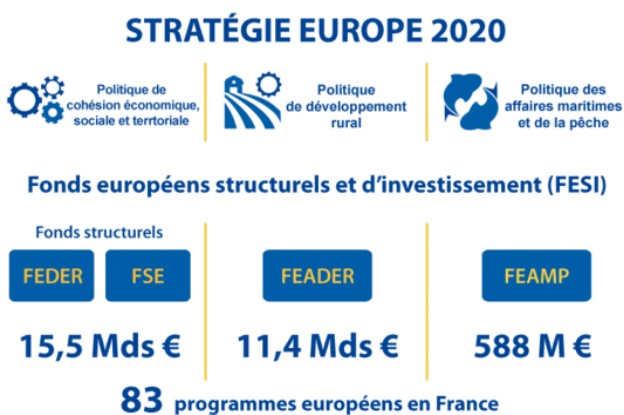 STRATÉGIE EUROPE 2020
Politique de
cohésion économique,
sociale et terrtoriale
Politique
de développement
rural
Politique des
affaires maritimes
et de la pêche
Fonds européens structurels et d'investissement (FESI)
Fonds structurels
FEDER
FSE
FEADER
FEAMP
15,5 Mds €
11,4 Mds €
588 M €
83 programmes européens en France